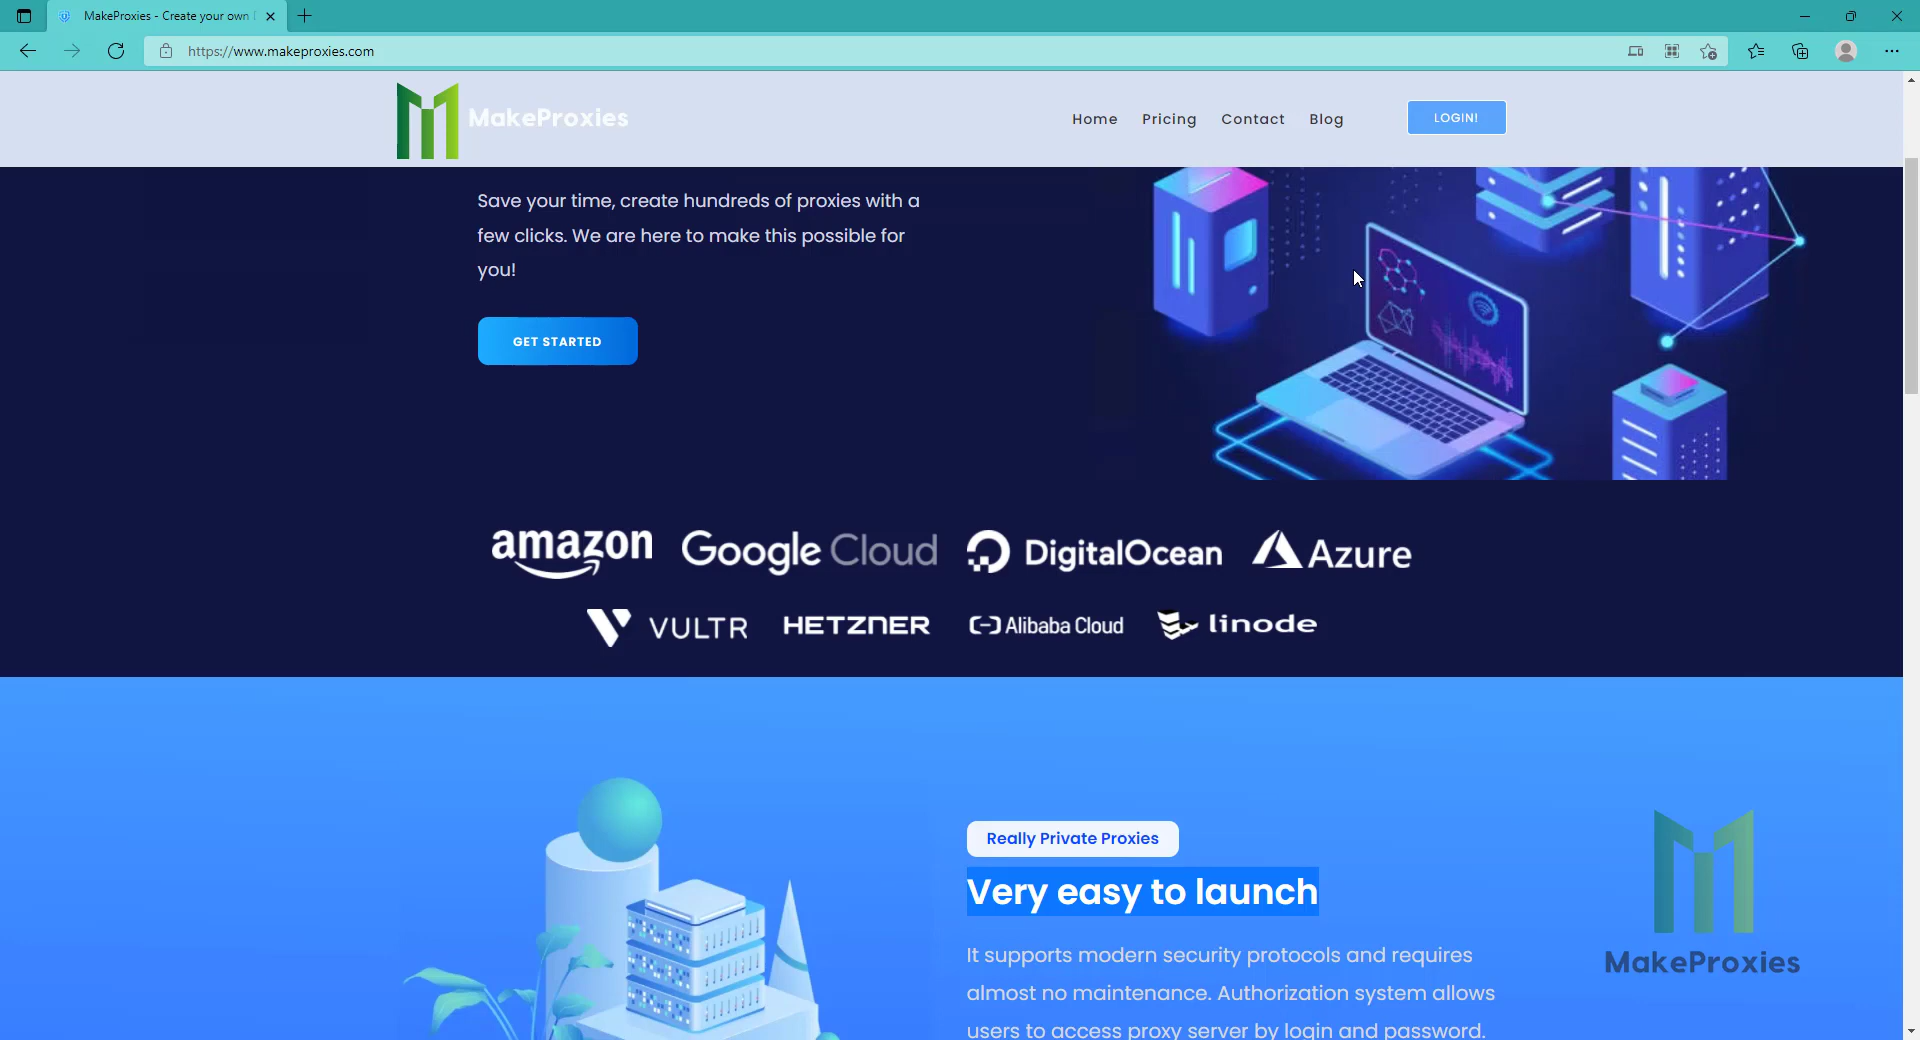 MakeProxies - Create your own
https://www.makeproxies.com
MakeProxies
Home Pricing Contact Blog LOGIN!
Save your time, create hundreds of proxies with a
few clicks. We are here to make this possible for
you!
GET STARTED
amazon Google Cloud DigitalOcean Azure
VULTR HETZNER Alibaba Cloud linode
Really Private Proxies
Very easy to launch
It supports modern security protocols and requires
almost no maintenance. Authorization system allows
users to access proxy server by login and password.
MakeProxies